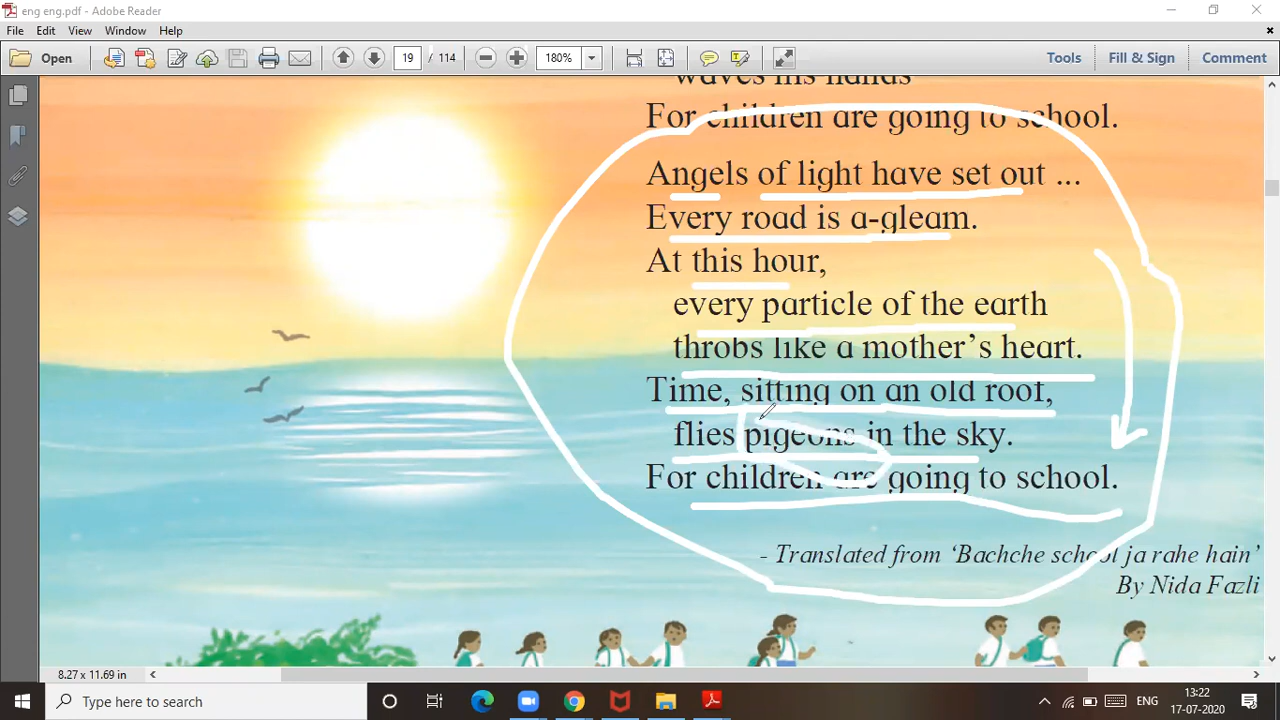 eng eng.pdf - Adobe Reader
File Edit View Window Help
Open 19 / 114 180% Tools Fill & Sign Comment
waves his hands
For children are going to school.
Angels of light have set out ...
Every road is a-gleam.
At this hour,
every particle of the earth
throbs like a mother's heart.
Time, sitting on an old roof,
flies pigeons in the sky.
For children are going to school.
- Translated from 'Bachche school ja rahe hain'
By Nida Fazli
8.27 x 11.69 in
Type here to search
ENG
13:22
17-07-2020